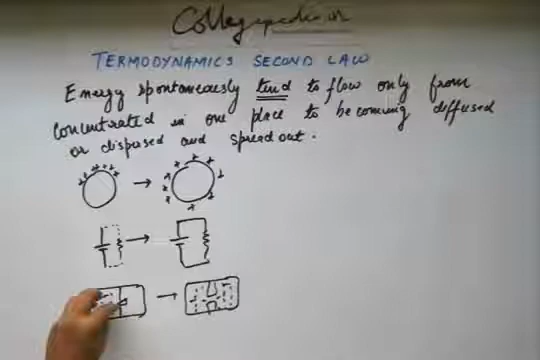 Collegepedia.in
TERMODYNAMICS SECOND LAW
Energy spontaneously tend to flow only from
concentrated in one place to becoming diffused
or dispused and spread out.